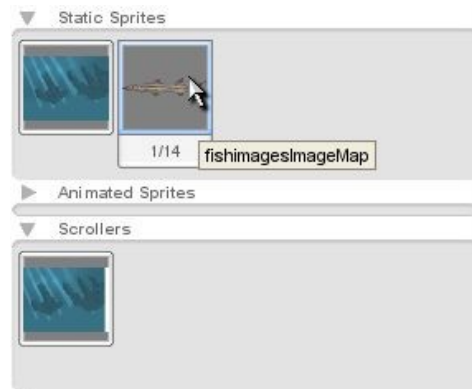 Static Sprites
1/14
fishimagesImageMap
Animated Sprites
Scrollers